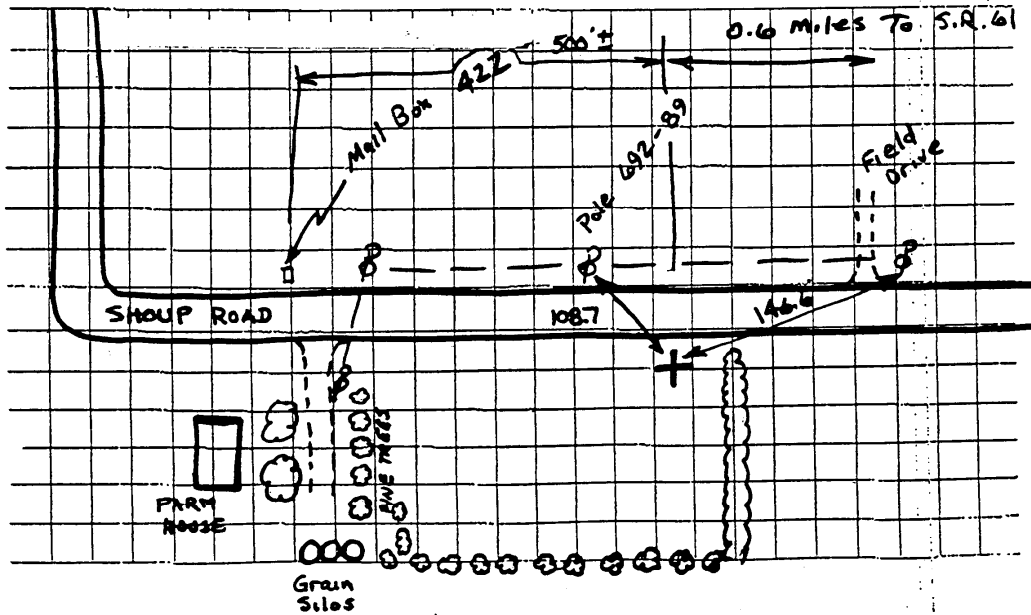 0.6 miles To S.R. 61
500'±
422
Mail Box
Pole 692-89
Field
Drive
SHOUP ROAD
108.7
146.6
PINE TREES
FARM
HOUSE
Grain
Silos